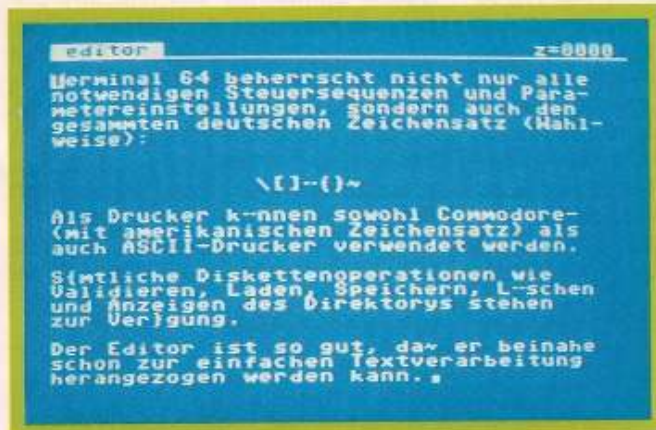 editor z=0000
Werminal 64 beherrscht nicht nur alle
notwendigen Steuersequenzen und Para-
metereinstellungen, sondern auch den
gesammten deutschen Zeichensatz (Wahl-
weise):
\[]--{}~
Als Drucker k--nnen sowohl Commodore-
(mit amerikanischen Zeichensatz) als
auch ASCII-Drucker verwendet werden.
S{mtliche Diskettenoperationen wie
Validieren, Laden, Speichern, L--schen
und Anzeigen des Direktorys stehen
zur Ver}gung.
Der Editor ist so gut, da~ er beinahe
schon zur einfachen Textverarbeitung
herangezogen werden kann.